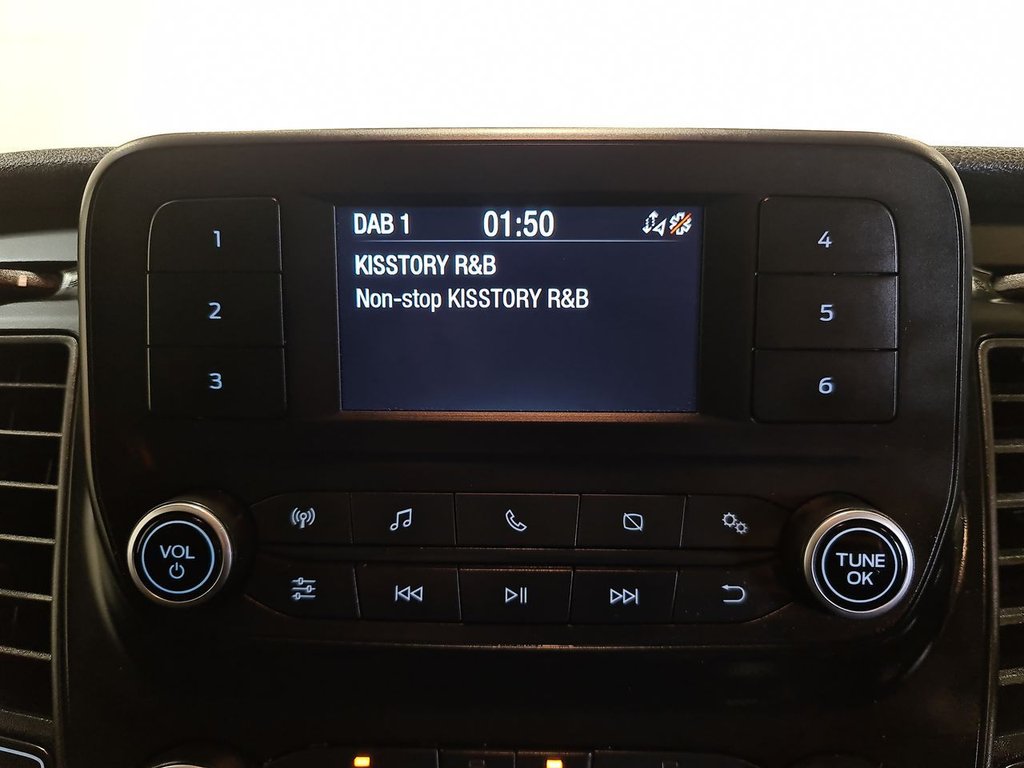 DAB 1 01:50
KISSTORY R&B
Non-stop KISSTORY R&B
1
2
3
4
5
6
VOL
TUNE
OK